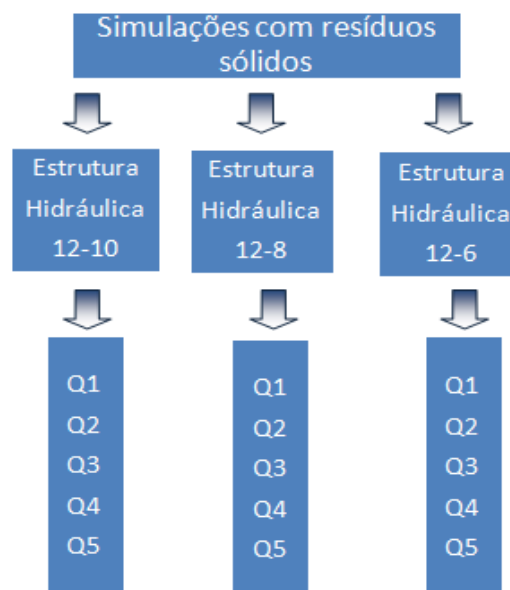 Simulações com resíduos
sólidos
Estrutura
Hidráulica
12-10
Estrutura
Hidráulica
12-8
Estrutura
Hidráulica
12-6
Q1
Q2
Q3
Q4
Q5
Q1
Q2
Q3
Q4
Q5
Q1
Q2
Q3
Q4
Q5